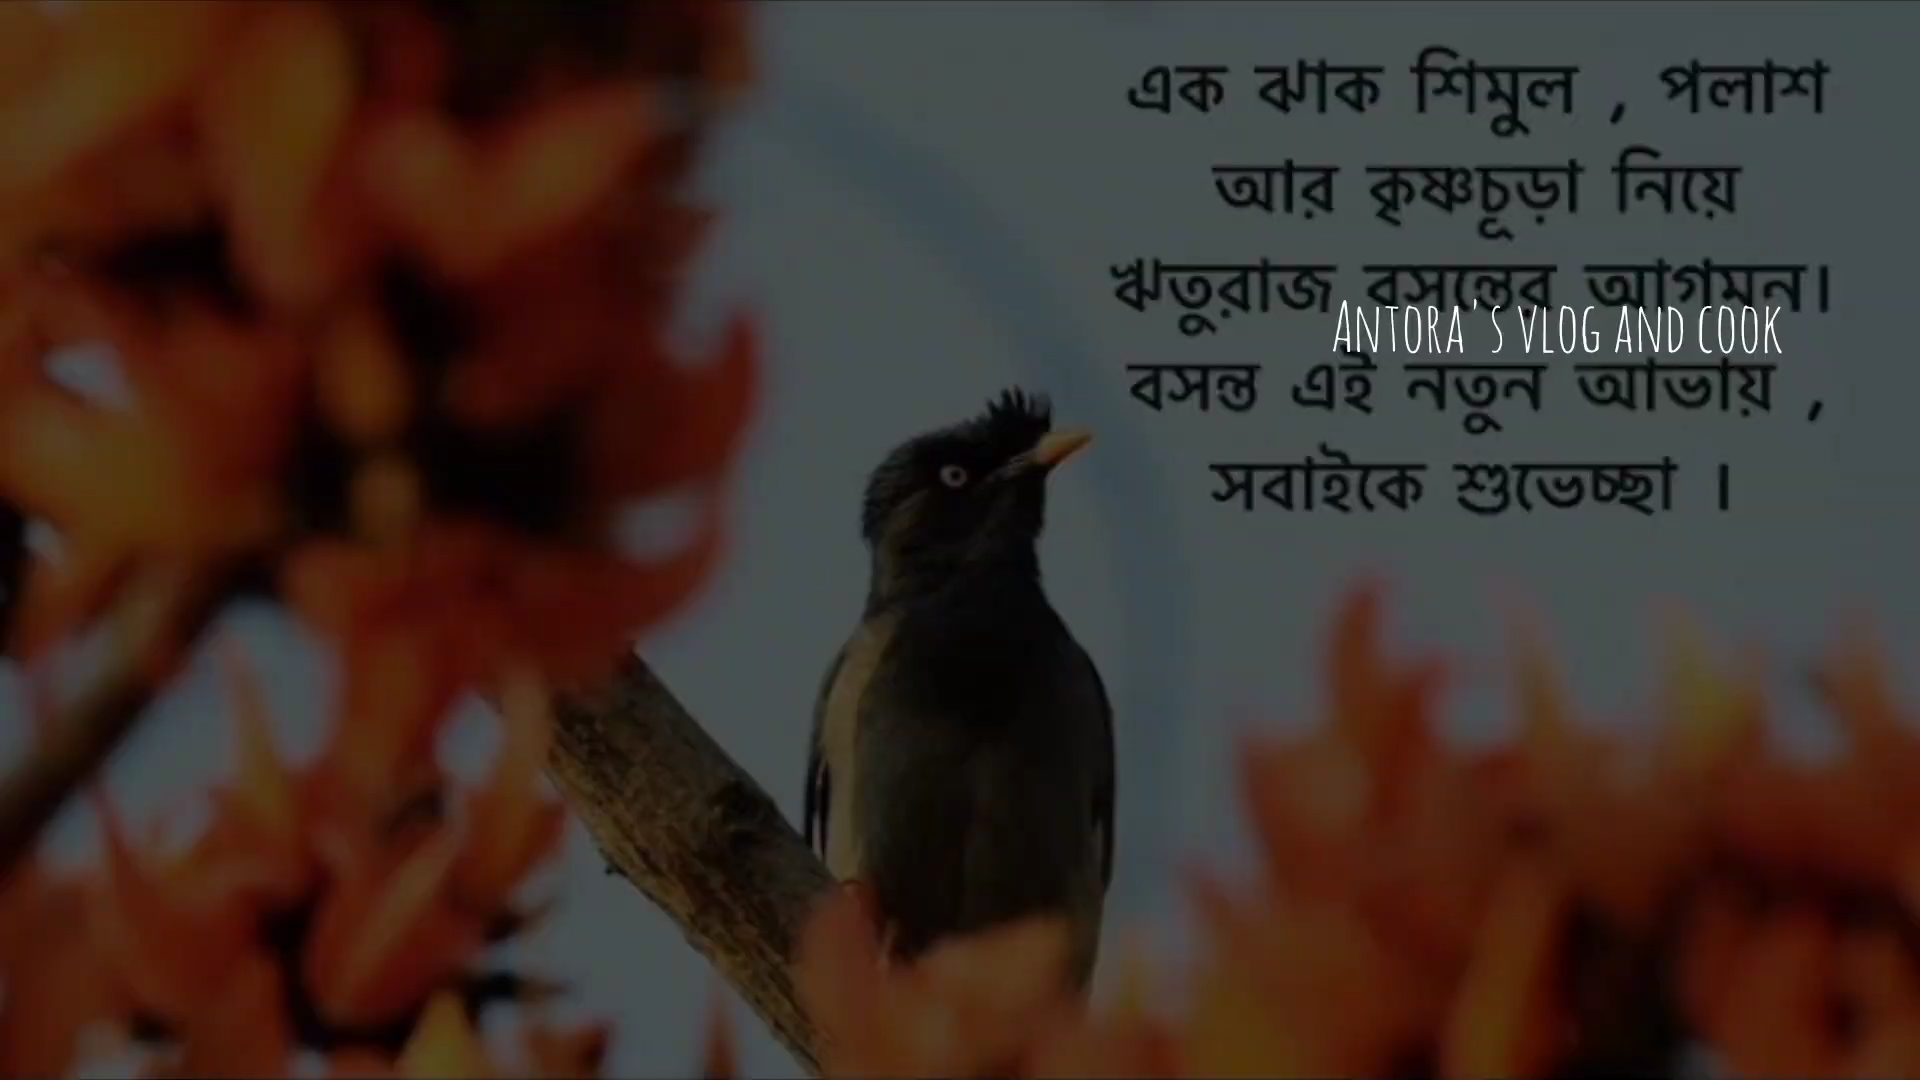 এক ঝাক শিমুল , পলাশ
আর কৃষ্ণচূড়া নিয়ে
ঋতুরাজ বসন্তের আগমন।
Antora's vlog and cook
বসন্ত এই নতুন আভায় ,
সবাইকে শুভেচ্ছা ।